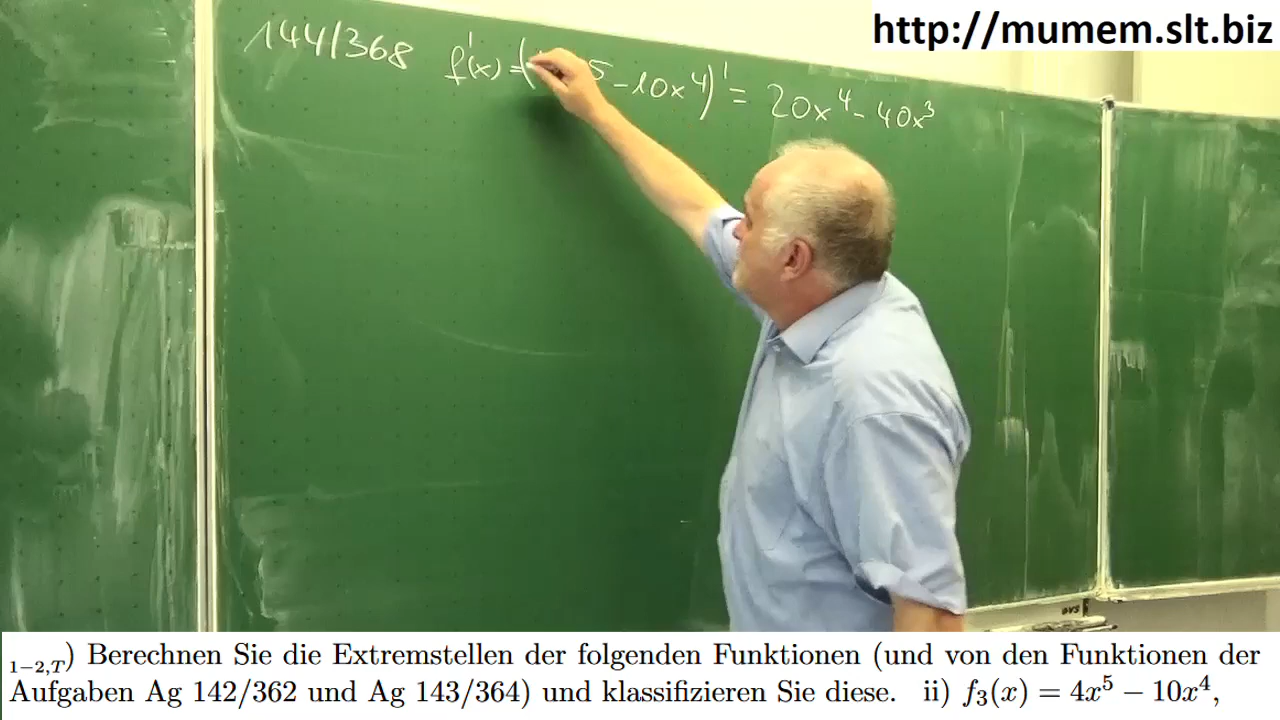 http://mumem.slt.biz
144/368 f'(x) = ( ⁵ - 10x⁴)' = 20x⁴ - 40x³
1−2,T) Berechnen Sie die Extremstellen der folgenden Funktionen (und von den Funktionen der
Aufgaben Ag 142/362 und Ag 143/364) und klassifizieren Sie diese. ii) f₃(x) = 4x⁵ − 10x⁴,